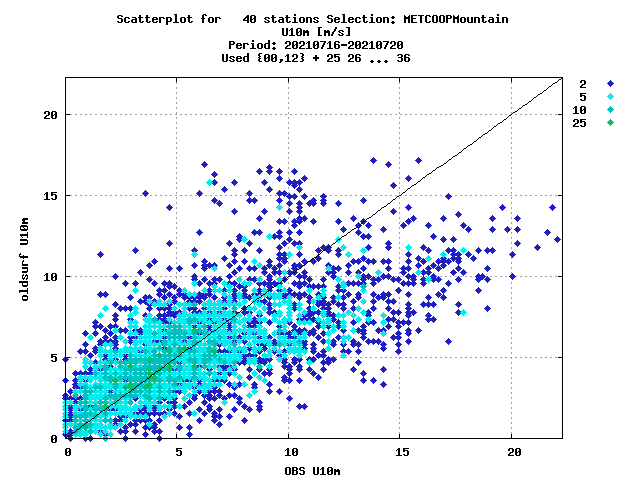 Scatterplot for   40 stations Selection: METCOOPMountain
U10m [m/s]
Period: 20210716-20210720
Used {00,12} + 25 26 ... 36
2
5
10
25
20
15
10
5
0
oldsurf U10m
0 5 10 15 20
OBS U10m